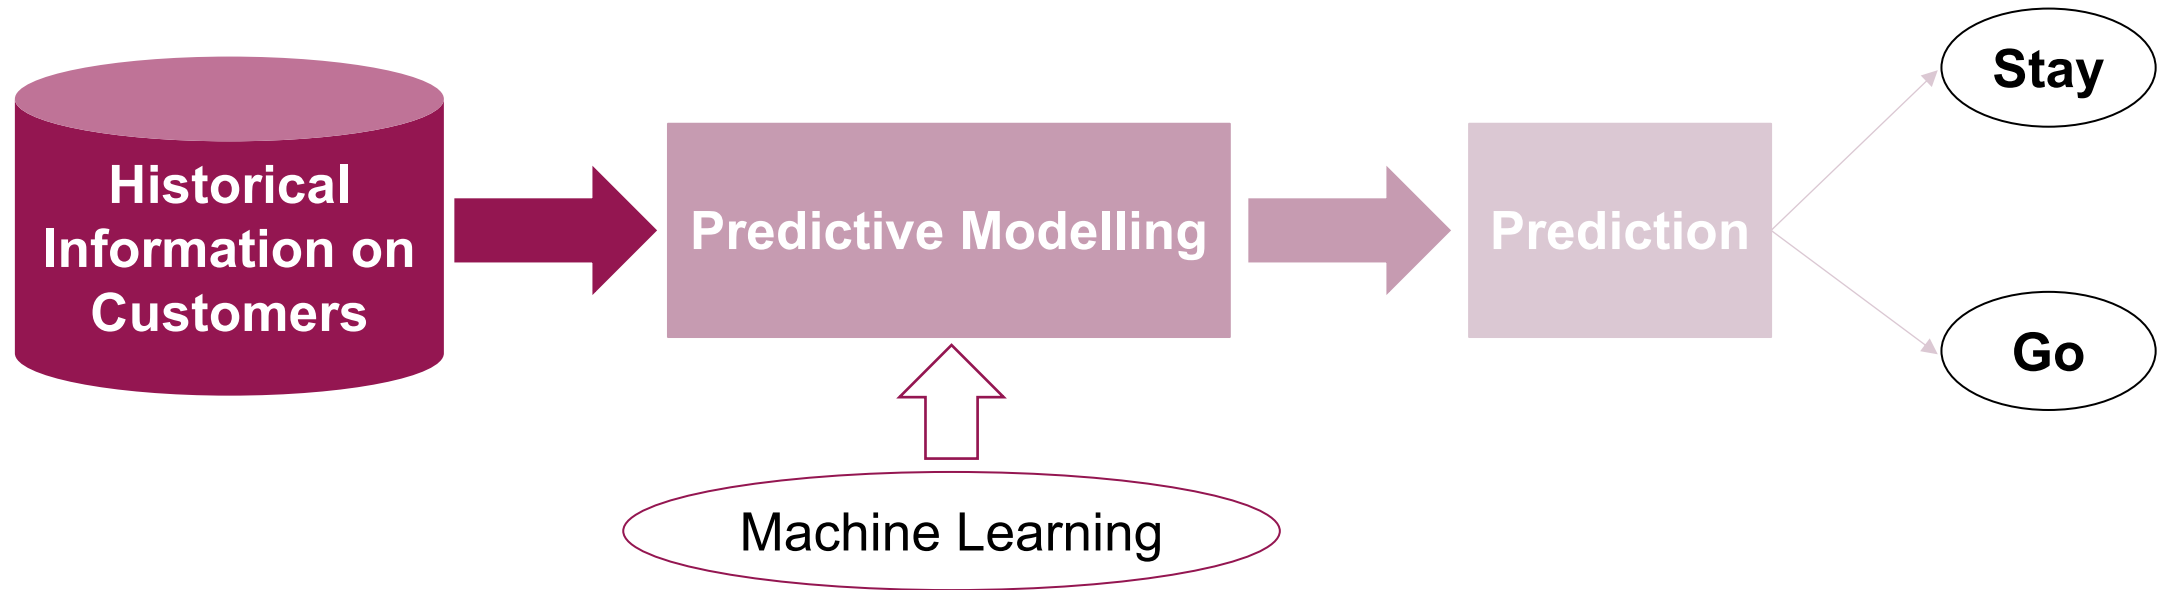 Historical
Information on
Customers
Predictive Modelling
Prediction
Stay
Go
Machine Learning